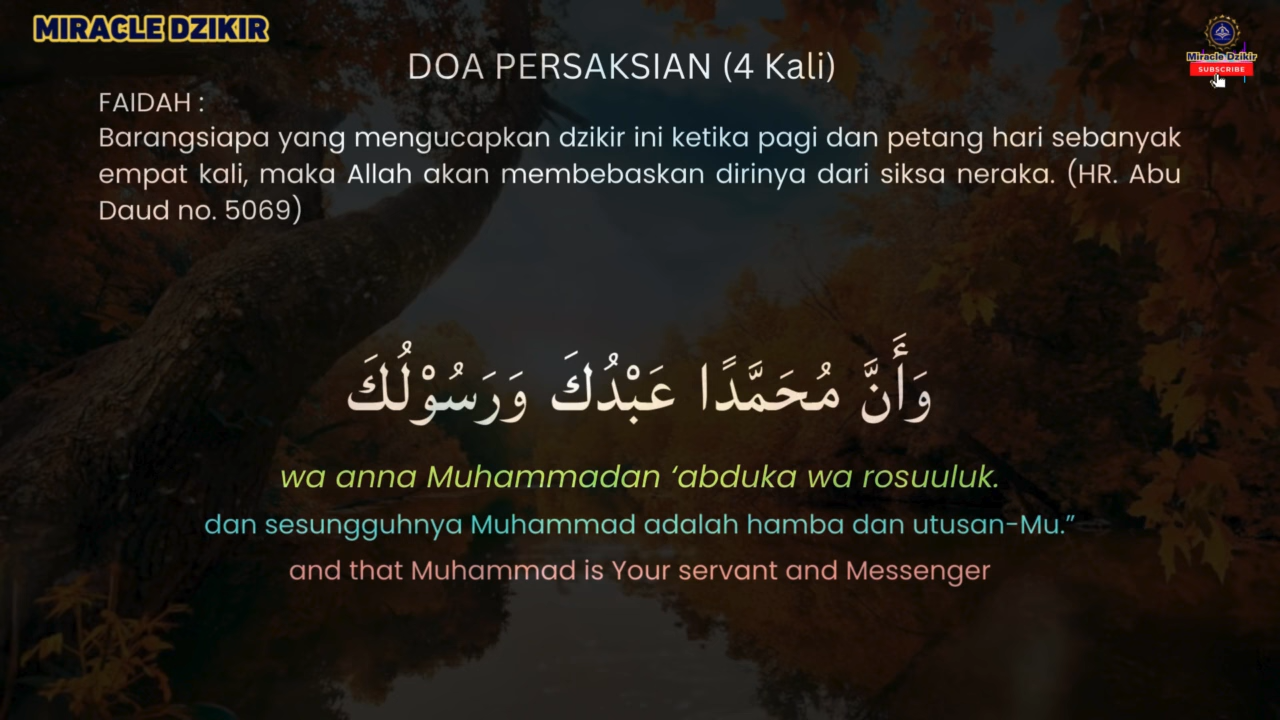 MIRACLE DZIKIR
Miracle Dzikir
SUBSCRIBE
DOA PERSAKSIAN (4 Kali)
FAIDAH :
Barangsiapa yang mengucapkan dzikir ini ketika pagi dan petang hari sebanyak
empat kali, maka Allah akan membebaskan dirinya dari siksa neraka. (HR. Abu
Daud no. 5069)
وَأَنَّ مُحَمَّدًا عَبْدُكَ وَرَسُوْلُكَ
wa anna Muhammadan ‘abduka wa rosuuluk.
dan sesungguhnya Muhammad adalah hamba dan utusan-Mu.”
and that Muhammad is Your servant and Messenger